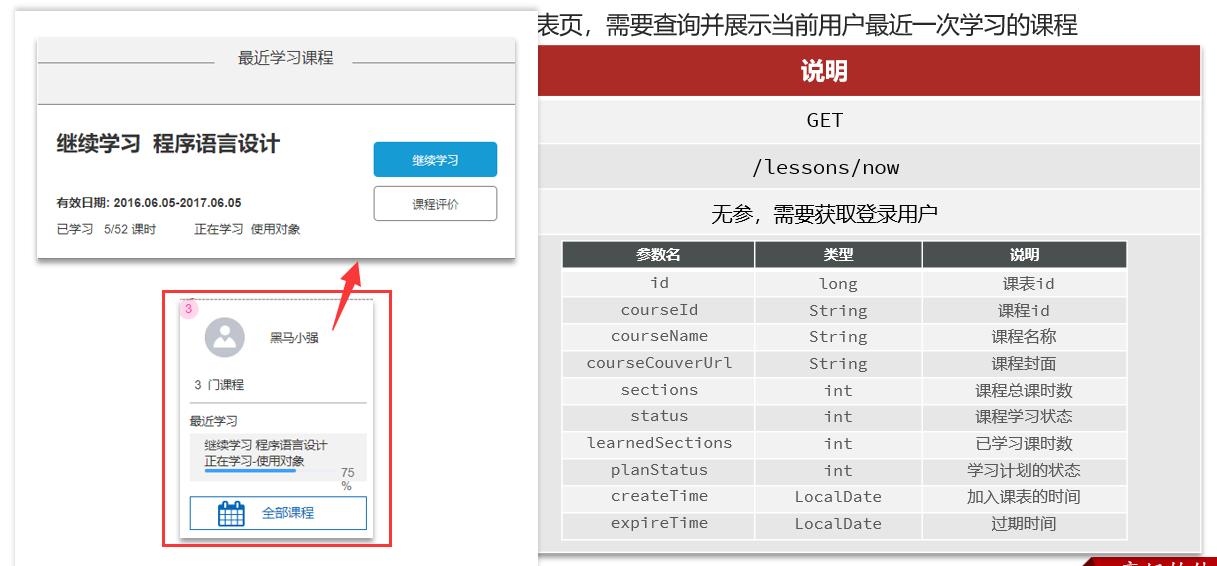 表页，需要查询并展示当前用户最近一次学习的课程
最近学习课程
继续学习 程序语言设计
继续学习
有效日期: 2016.06.05-2017.06.05
课程评价
已学习 5/52 课时 正在学习 使用对象
3
黑马小强
3 门课程
最近学习
继续学习 程序语言设计
正在学习-使用对象
75
%
全部课程
说明
GET
/lessons/now
无参，需要获取登录用户
参数名 类型 说明
id long 课表id
courseId String 课程id
courseName String 课程名称
courseCouverUrl String 课程封面
sections int 课程总课时数
status int 课程学习状态
learnedSections int 已学习课时数
planStatus int 学习计划的状态
createTime LocalDate 加入课表的时间
expireTime LocalDate 过期时间